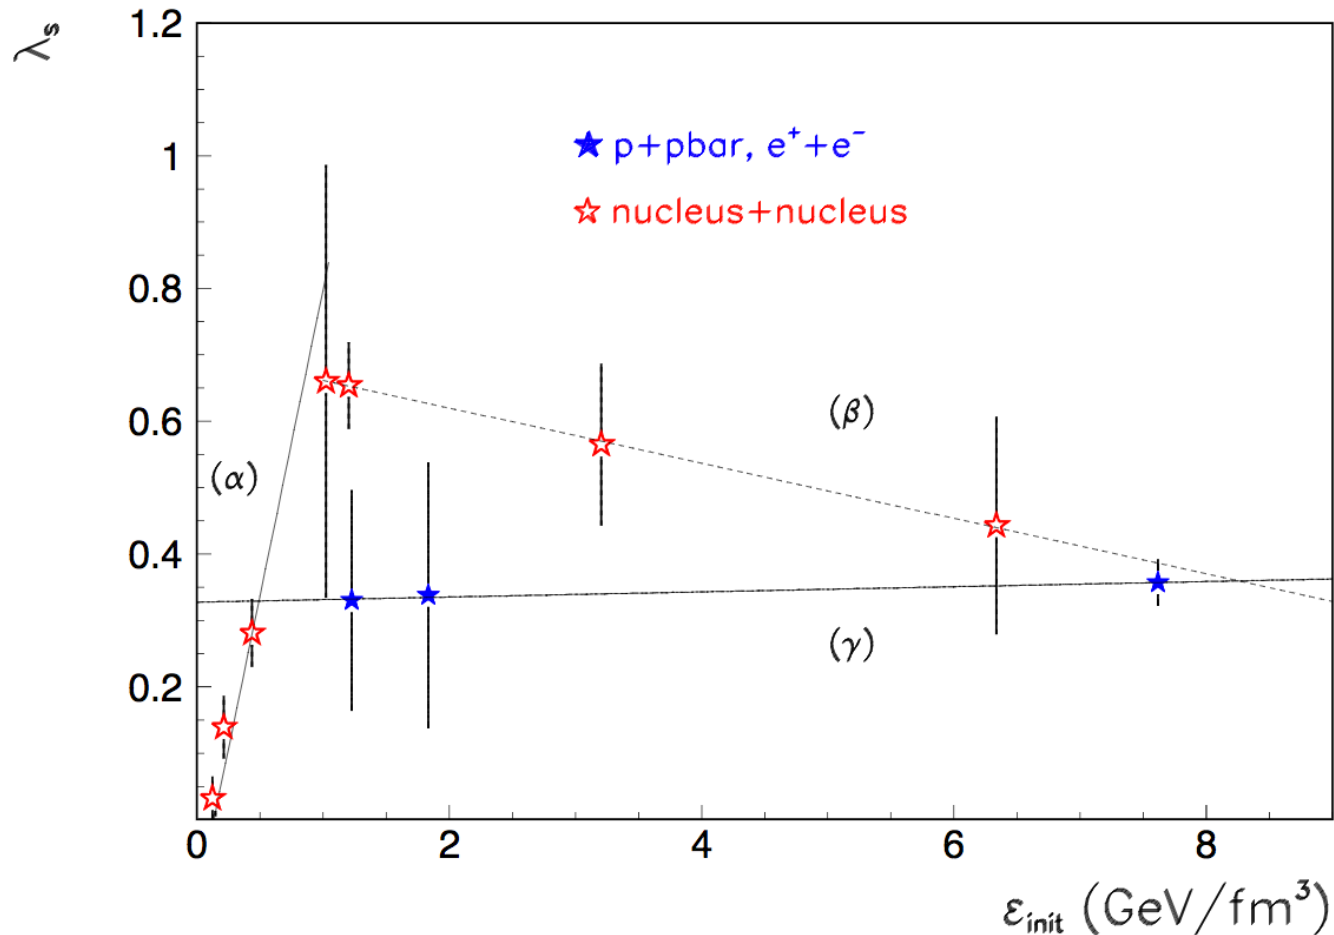 λs
1.2
1
0.8
0.6
0.4
0.2
p+pbar, e⁺+e⁻
nucleus+nucleus
(α)
(β)
(γ)
0 2 4 6 8
εinit (GeV/fm³)